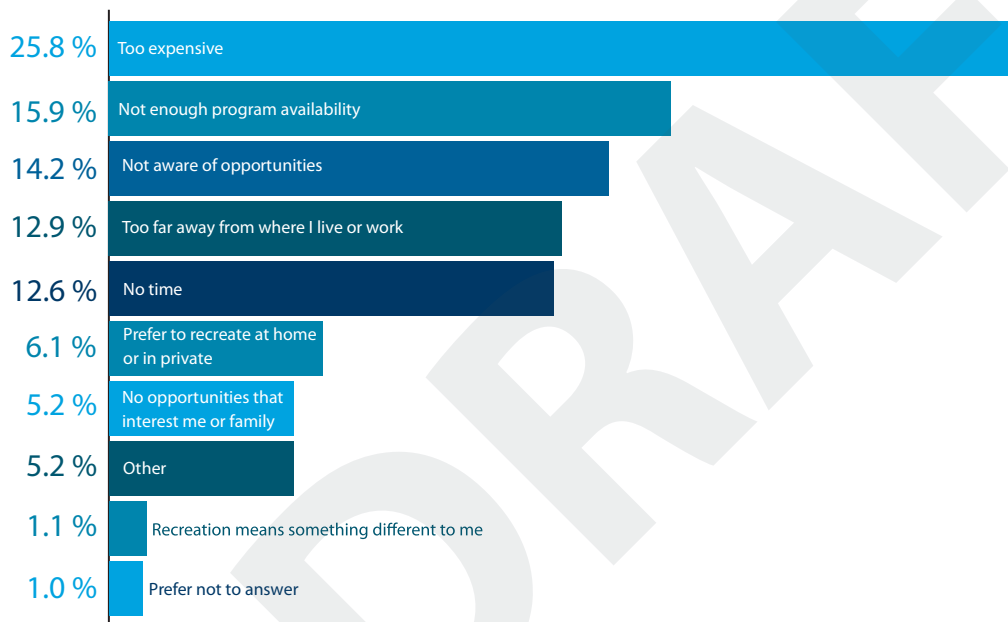 25.8 % Too expensive
15.9 % Not enough program availability
14.2 % Not aware of opportunities
12.9 % Too far away from where I live or work
12.6 % No time
6.1 % Prefer to recreate at home
or in private
5.2 % No opportunities that
interest me or family
5.2 % Other
1.1 % Recreation means something different to me
1.0 % Prefer not to answer
DRAF